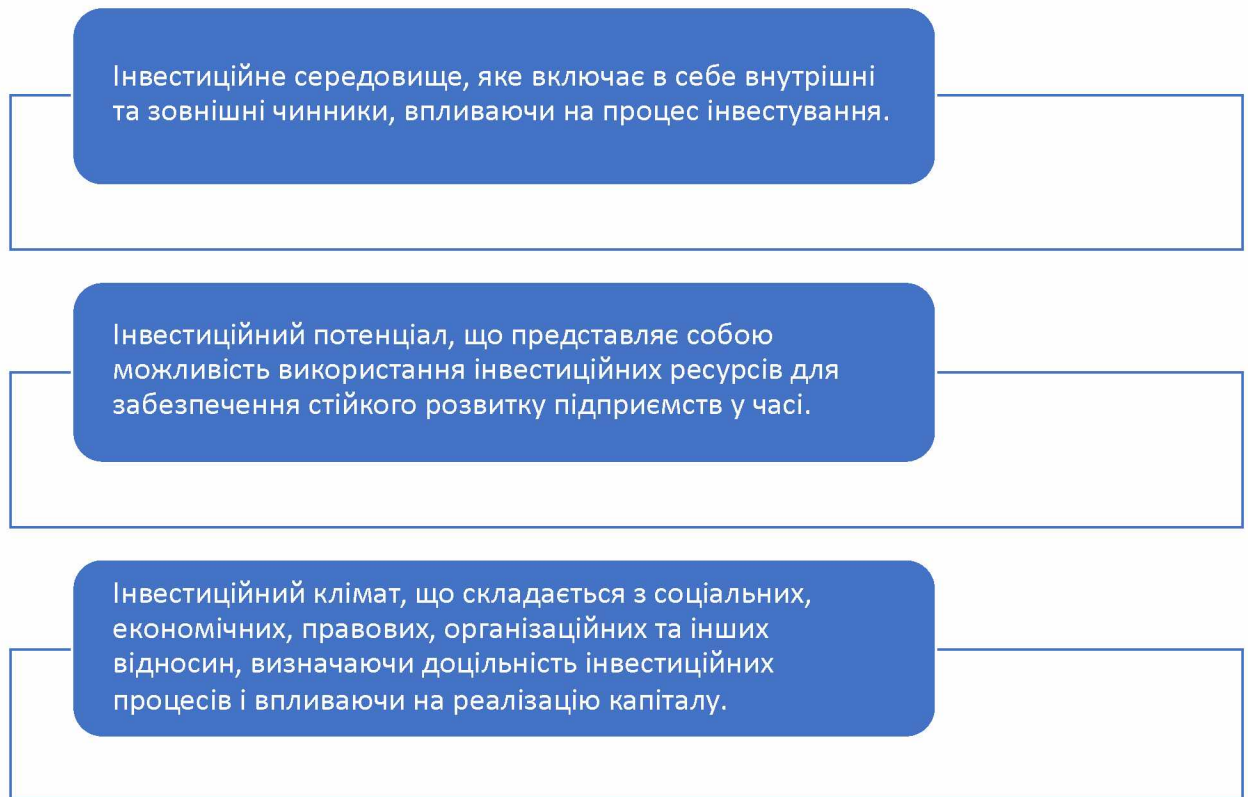 Інвестиційне середовище, яке включає в себе внутрішні
та зовнішні чинники, впливаючи на процес інвестування.
Інвестиційний потенціал, що представляє собою
можливість використання інвестиційних ресурсів для
забезпечення стійкого розвитку підприємств у часі.
Інвестиційний клімат, що складається з соціальних,
економічних, правових, організаційних та інших
відносин, визначаючи доцільність інвестиційних
процесів і впливаючи на реалізацію капіталу.